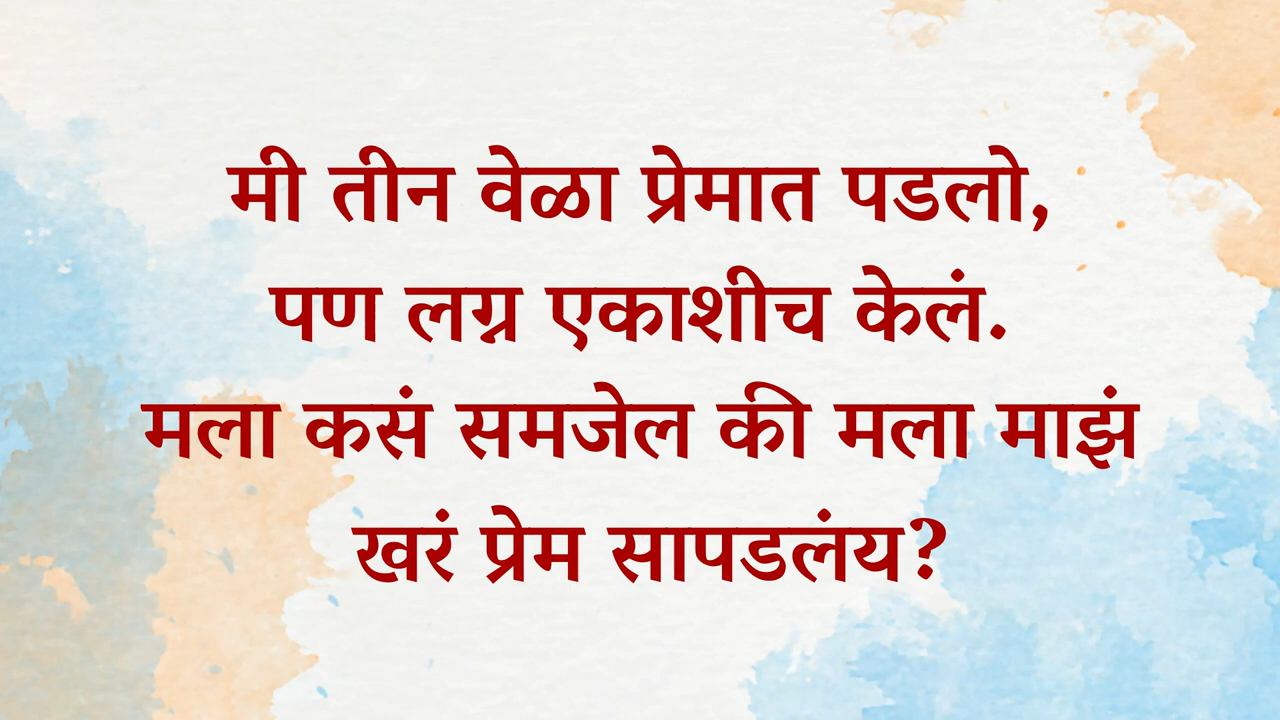 मी तीन वेळा प्रेमात पडलो,
पण लग्न एकाशीच केलं.
मला कसं समजेल की मला माझं
खरं प्रेम सापडलंय?